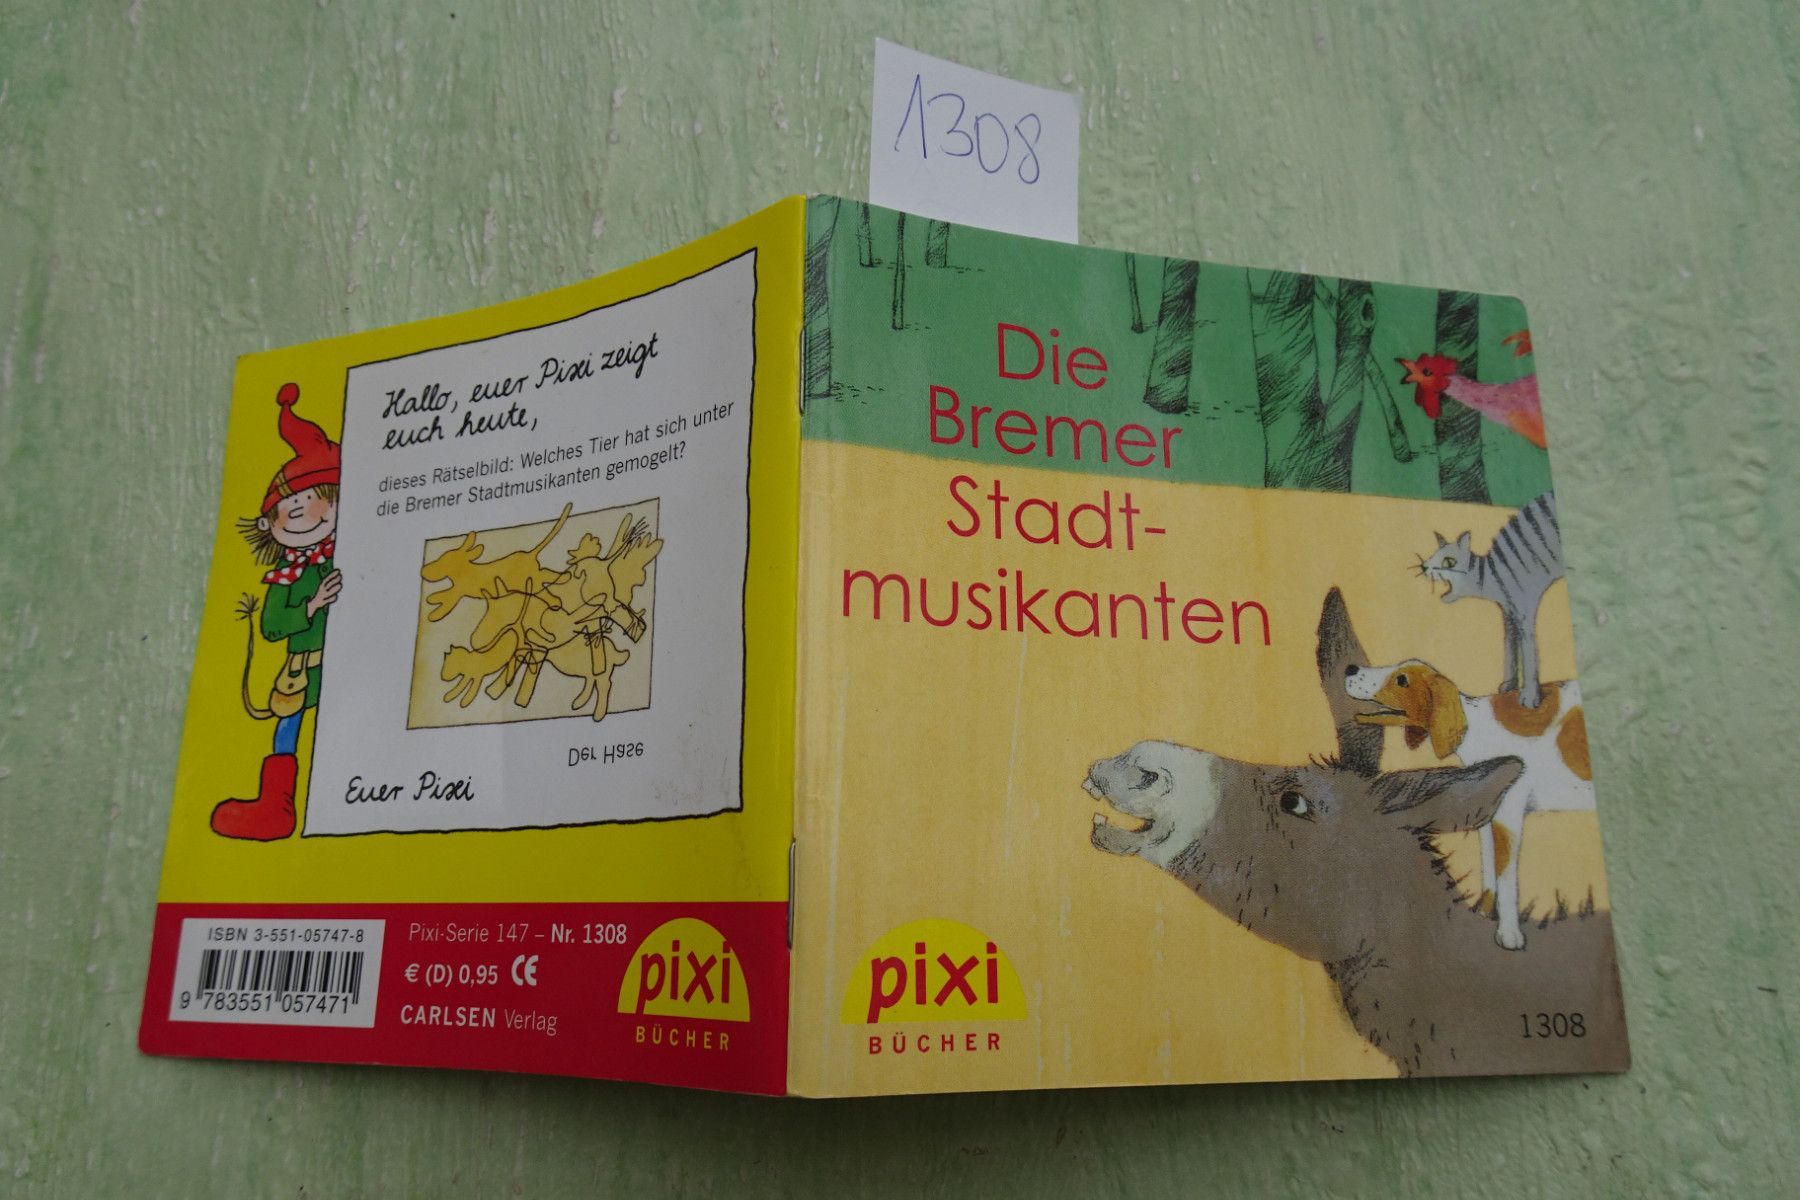 1308
Hallo, euer Pixi zeigt
euch heute,
dieses Rätselbild: Welches Tier hat sich unter
die Bremer Stadtmusikanten gemogelt?
Der Hase
Euer Pixi
ISBN 3-551-05747-8
9 783551 057471
Pixi-Serie 147 – Nr. 1308
€ (D) 0,95 CE
CARLSEN Verlag
pixi
BÜCHER
Die
Bremer
Stadt-
musikanten
pixi
BÜCHER
1308